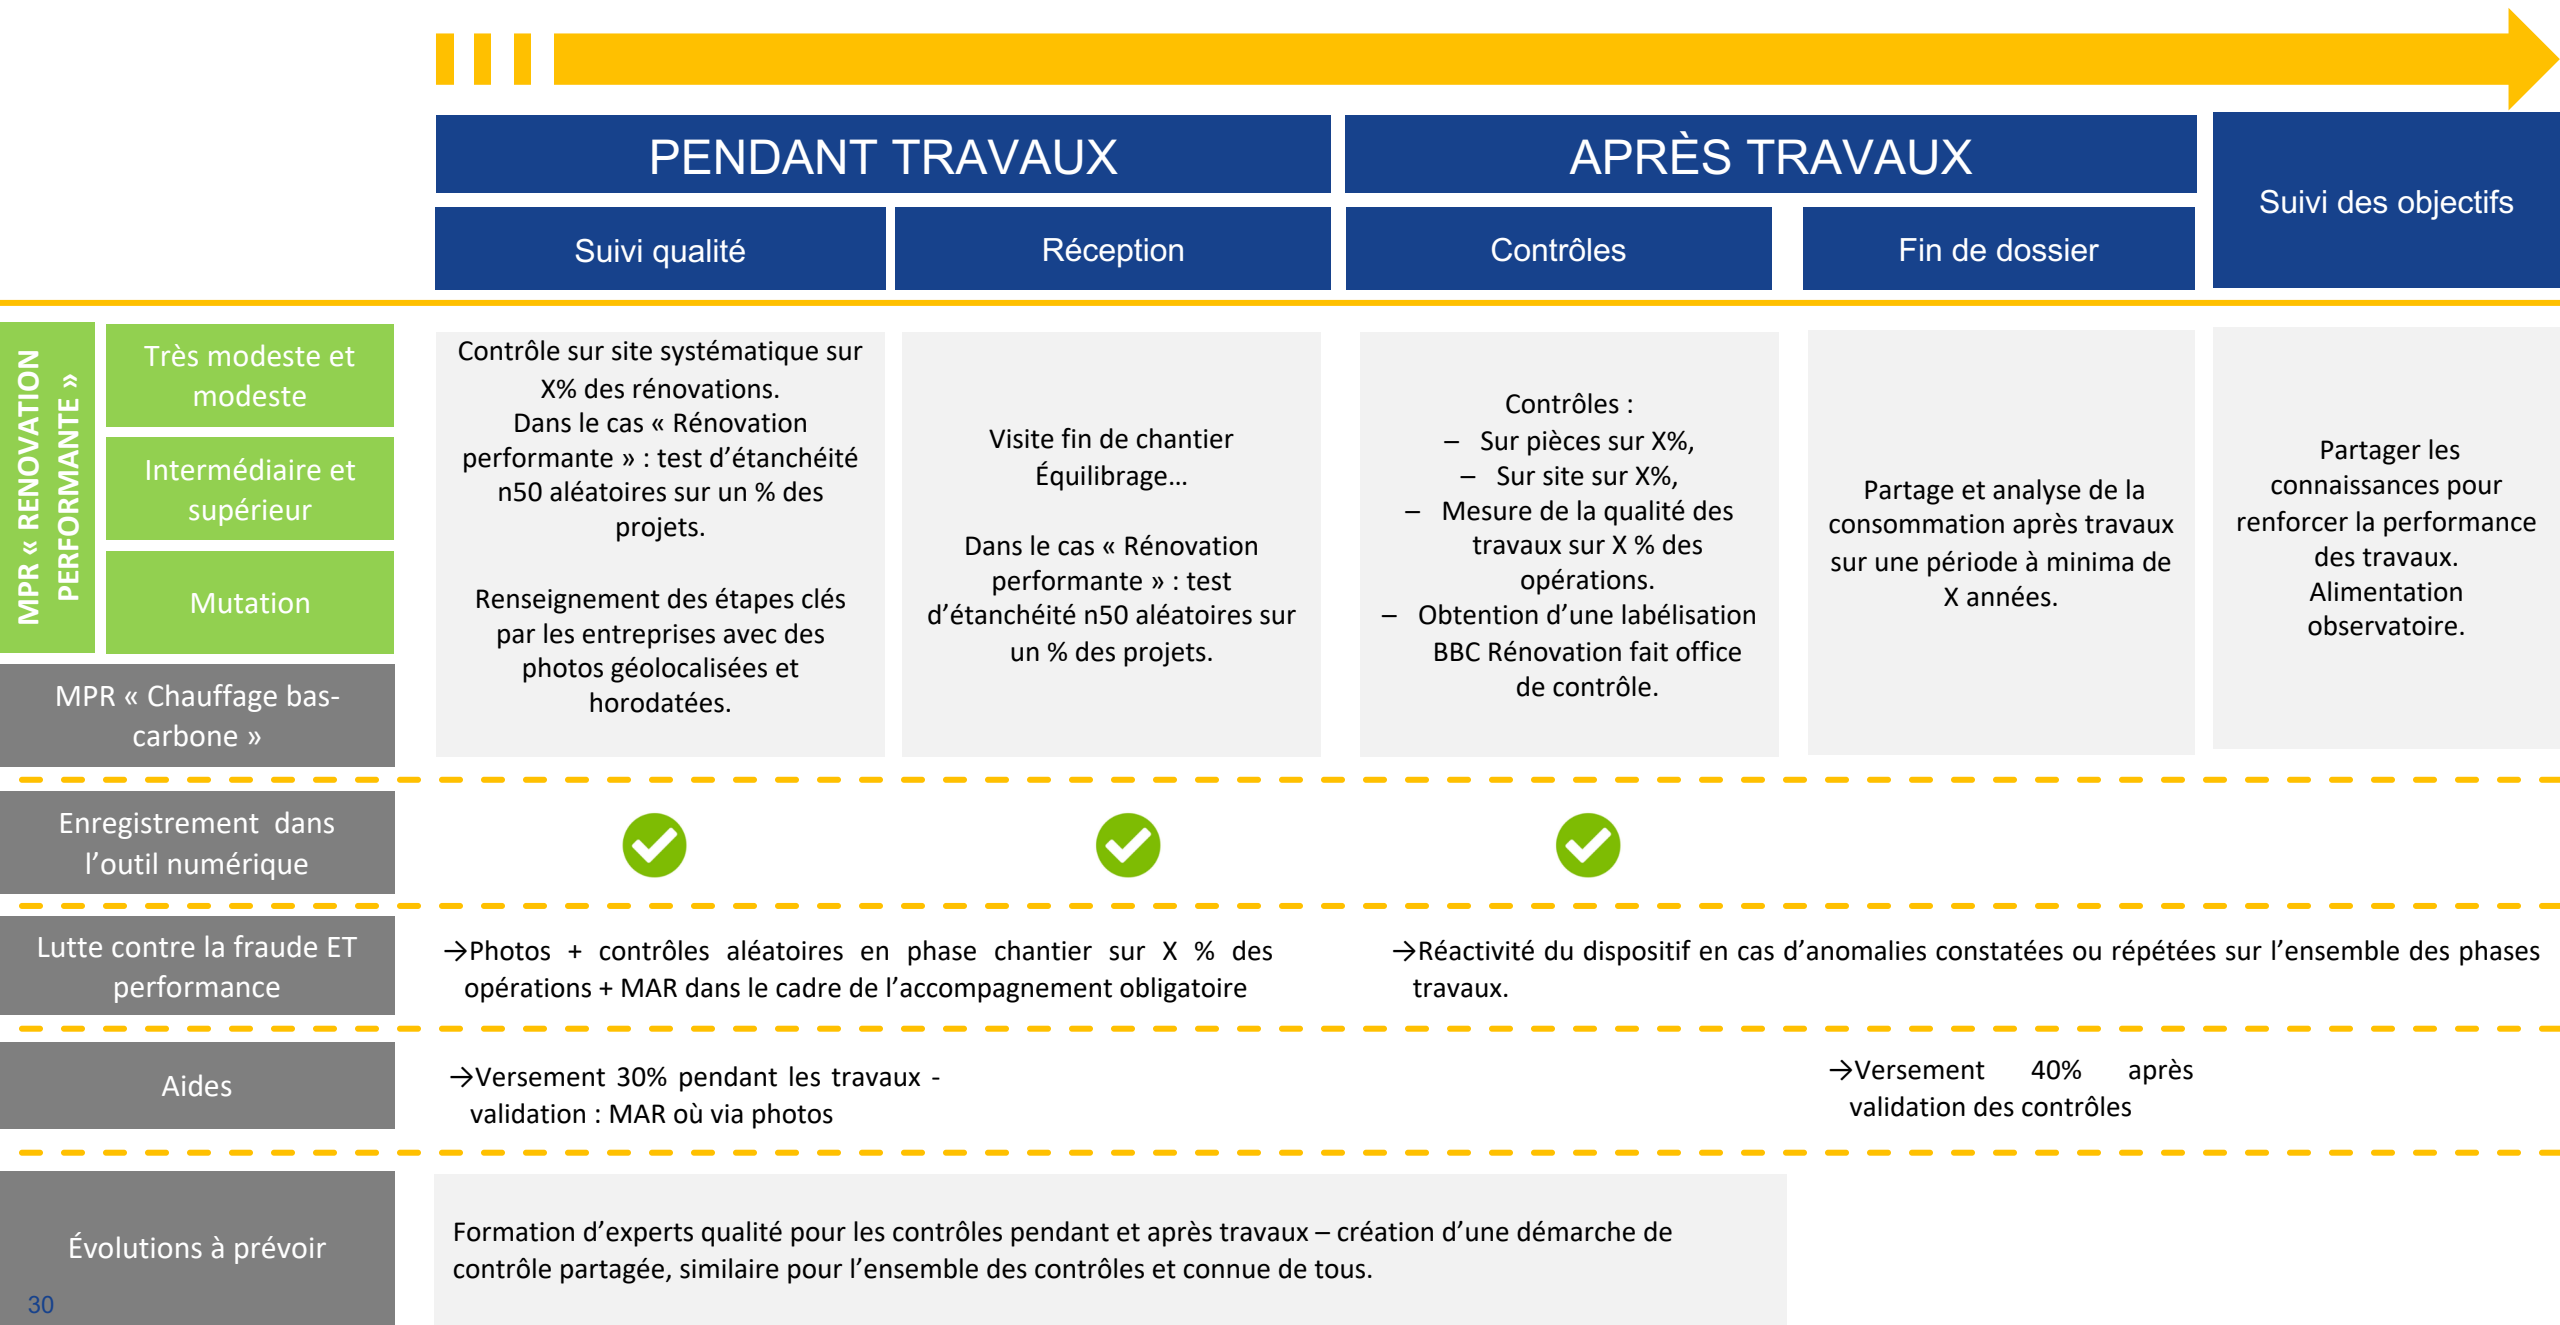 PENDANT TRAVAUX
APRÈS TRAVAUX
Suivi des objectifs
Suivi qualité
Réception
Contrôles
Fin de dossier
MPR « RENOVATION
PERFORMANTE »
Très modeste et
modeste
Intermédiaire et
supérieur
Mutation
MPR « Chauffage bas-
carbone »
Contrôle sur site systématique sur
X% des rénovations.
Dans le cas « Rénovation
performante » : test d’étanchéité
n50 aléatoires sur un % des
projets.
Renseignement des étapes clés
par les entreprises avec des
photos géolocalisées et
horodatées.
Visite fin de chantier
Équilibrage...
Dans le cas « Rénovation
performante » : test
d’étanchéité n50 aléatoires sur
un % des projets.
Contrôles :
– Sur pièces sur X%,
– Sur site sur X%,
– Mesure de la qualité des
travaux sur X % des
opérations.
– Obtention d’une labélisation
BBC Rénovation fait office
de contrôle.
Partage et analyse de la
consommation après travaux
sur une période à minima de
X années.
Partager les
connaissances pour
renforcer la performance
des travaux.
Alimentation
observatoire.
Enregistrement dans
l’outil numérique
Lutte contre la fraude ET
performance
→Photos + contrôles aléatoires en phase chantier sur X % des
opérations + MAR dans le cadre de l’accompagnement obligatoire
→Réactivité du dispositif en cas d’anomalies constatées ou répétées sur l’ensemble des phases
travaux.
Aides
→Versement 30% pendant les travaux -
validation : MAR où via photos
→Versement 40% après
validation des contrôles
Évolutions à prévoir
Formation d’experts qualité pour les contrôles pendant et après travaux – création d’une démarche de
contrôle partagée, similaire pour l’ensemble des contrôles et connue de tous.
30